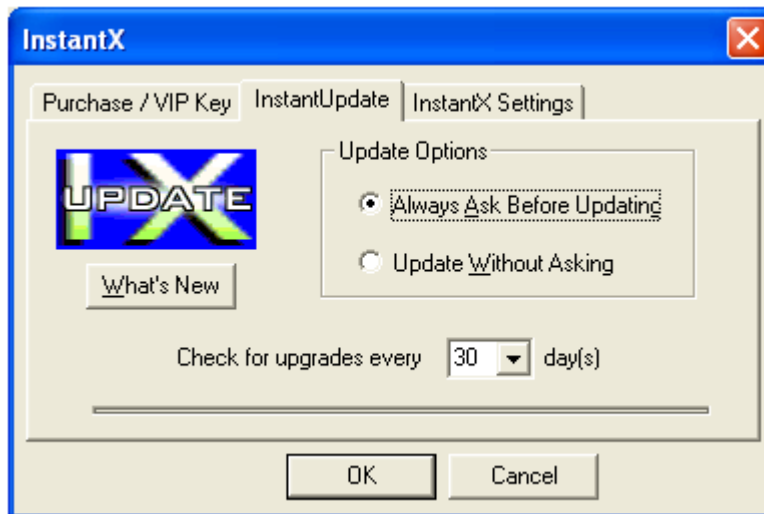 InstantX
Purchase / VIP Key InstantUpdate InstantX Settings
IX
UPDATE
Update Options
Always Ask Before Updating
Update Without Asking
What's New
Check for upgrades every 30 day(s)
OK Cancel